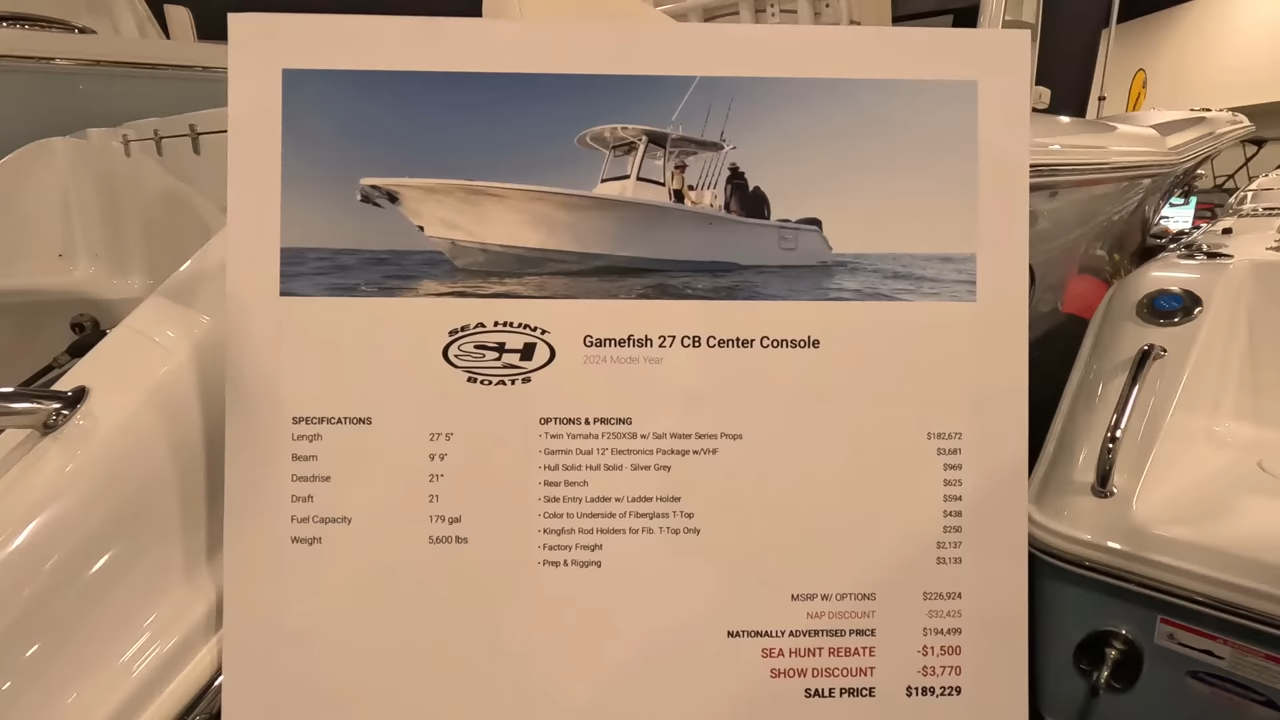 SEA HUNT
SH
BOATS
Gamefish 27 CB Center Console
2024 Model Year
SPECIFICATIONS
Length 27' 5"
Beam 9' 9"
Deadrise 21°
Draft 21
Fuel Capacity 179 gal
Weight 5,600 lbs
OPTIONS & PRICING
• Twin Yamaha F250XSB w/ Salt Water Series Props $182,672
• Garmin Dual 12" Electronics Package w/VHF $3,681
• Hull Solid: Hull Solid - Silver Grey $969
• Rear Bench $625
• Side Entry Ladder w/ Ladder Holder $594
• Color to Underside of Fiberglass T-Top $438
• Kingfish Rod Holders for Fib. T-Top Only $250
• Factory Freight $2,137
• Prep & Rigging $3,133
MSRP W/ OPTIONS $226,924
NAP DISCOUNT -$32,425
NATIONALLY ADVERTISED PRICE $194,499
SEA HUNT REBATE -$1,500
SHOW DISCOUNT -$3,770
SALE PRICE $189,229